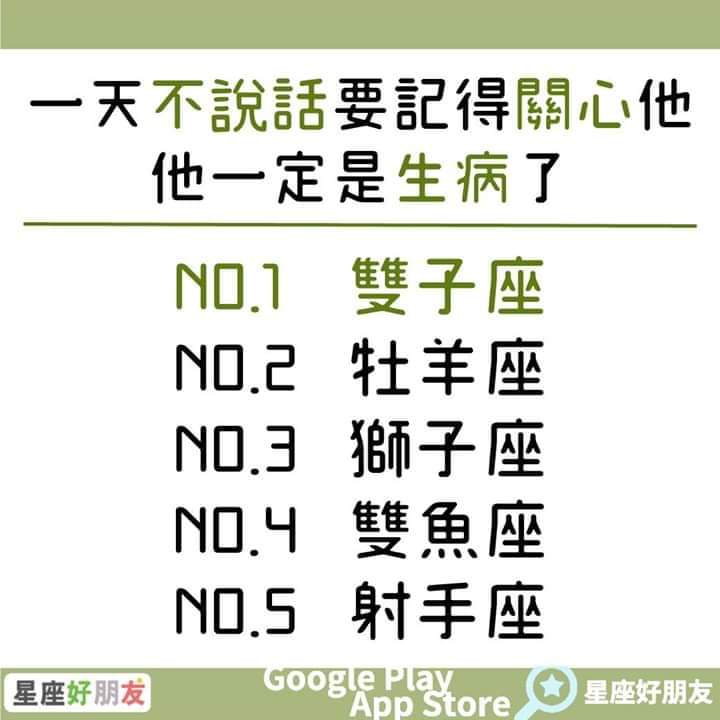 一天不說話要記得關心他
他一定是生病了
NO.1 雙子座
NO.2 牡羊座
NO.3 獅子座
NO.4 雙魚座
NO.5 射手座
星座好朋友
Google Play
App Store
星座好朋友